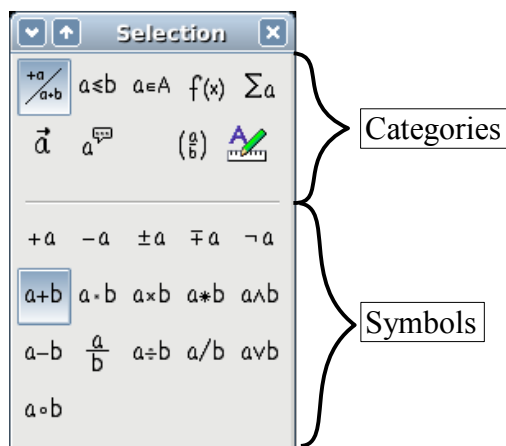 Selection
+a/a+b a≤b a∈A f(x) ∑a
a⃗ a (a/b) A
Categories
+a -a ±a ∓a ¬a
a+b a·b a×b a*b a∧b
a-b a/b a÷b a/b a∨b
Symbols
a∘b